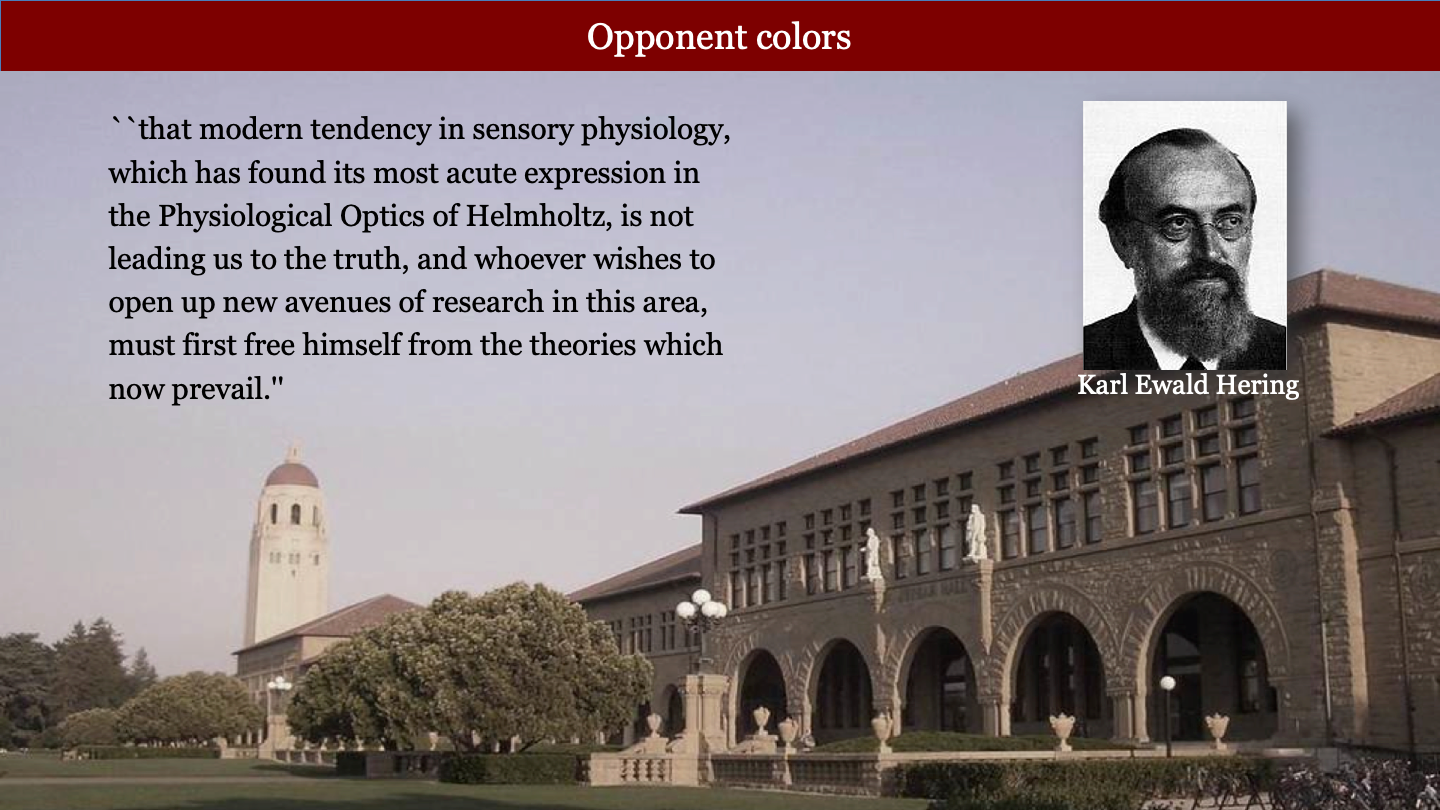 Opponent colors
``that modern tendency in sensory physiology,
which has found its most acute expression in
the Physiological Optics of Helmholtz, is not
leading us to the truth, and whoever wishes to
open up new avenues of research in this area,
must first free himself from the theories which
now prevail."
Karl Ewald Hering